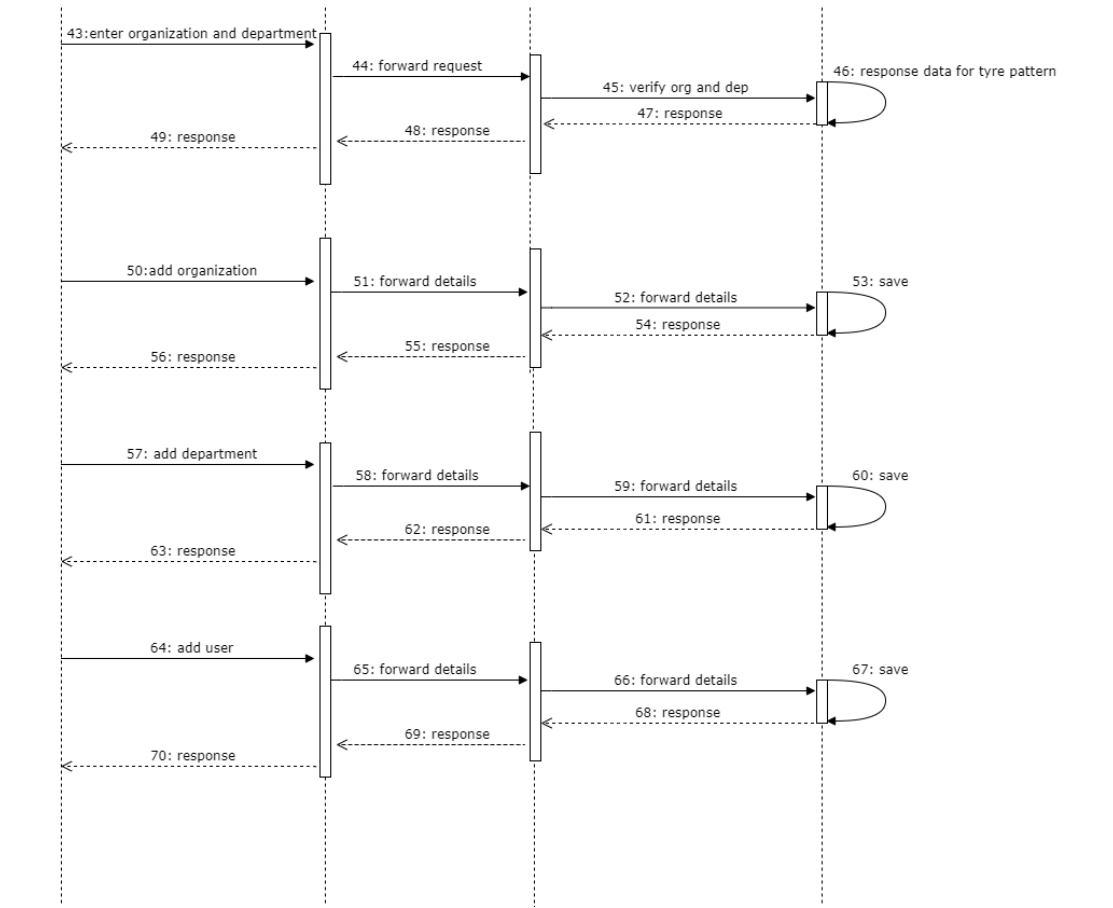 43:enter organization and department
44: forward request
46: response data for tyre pattern
45: verify org and dep
47: response
48: response
49: response
50:add organization
51: forward details
53: save
52: forward details
54: response
55: response
56: response
57: add department
58: forward details
60: save
59: forward details
61: response
62: response
63: response
64: add user
65: forward details
67: save
66: forward details
68: response
69: response
70: response